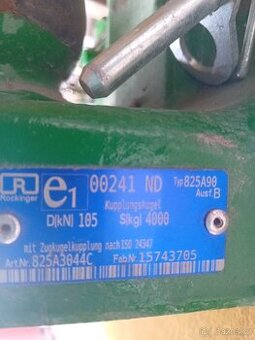 R
Rockinger
e1
00241 ND
Typ 825A90
Ausf. B
Kupplungskugel
D(kN) 105
S(kg) 4000
mit Zugkugelkupplung nach ISO 24347
Art.Nr. 825A3044C
Fab Nr 15743705